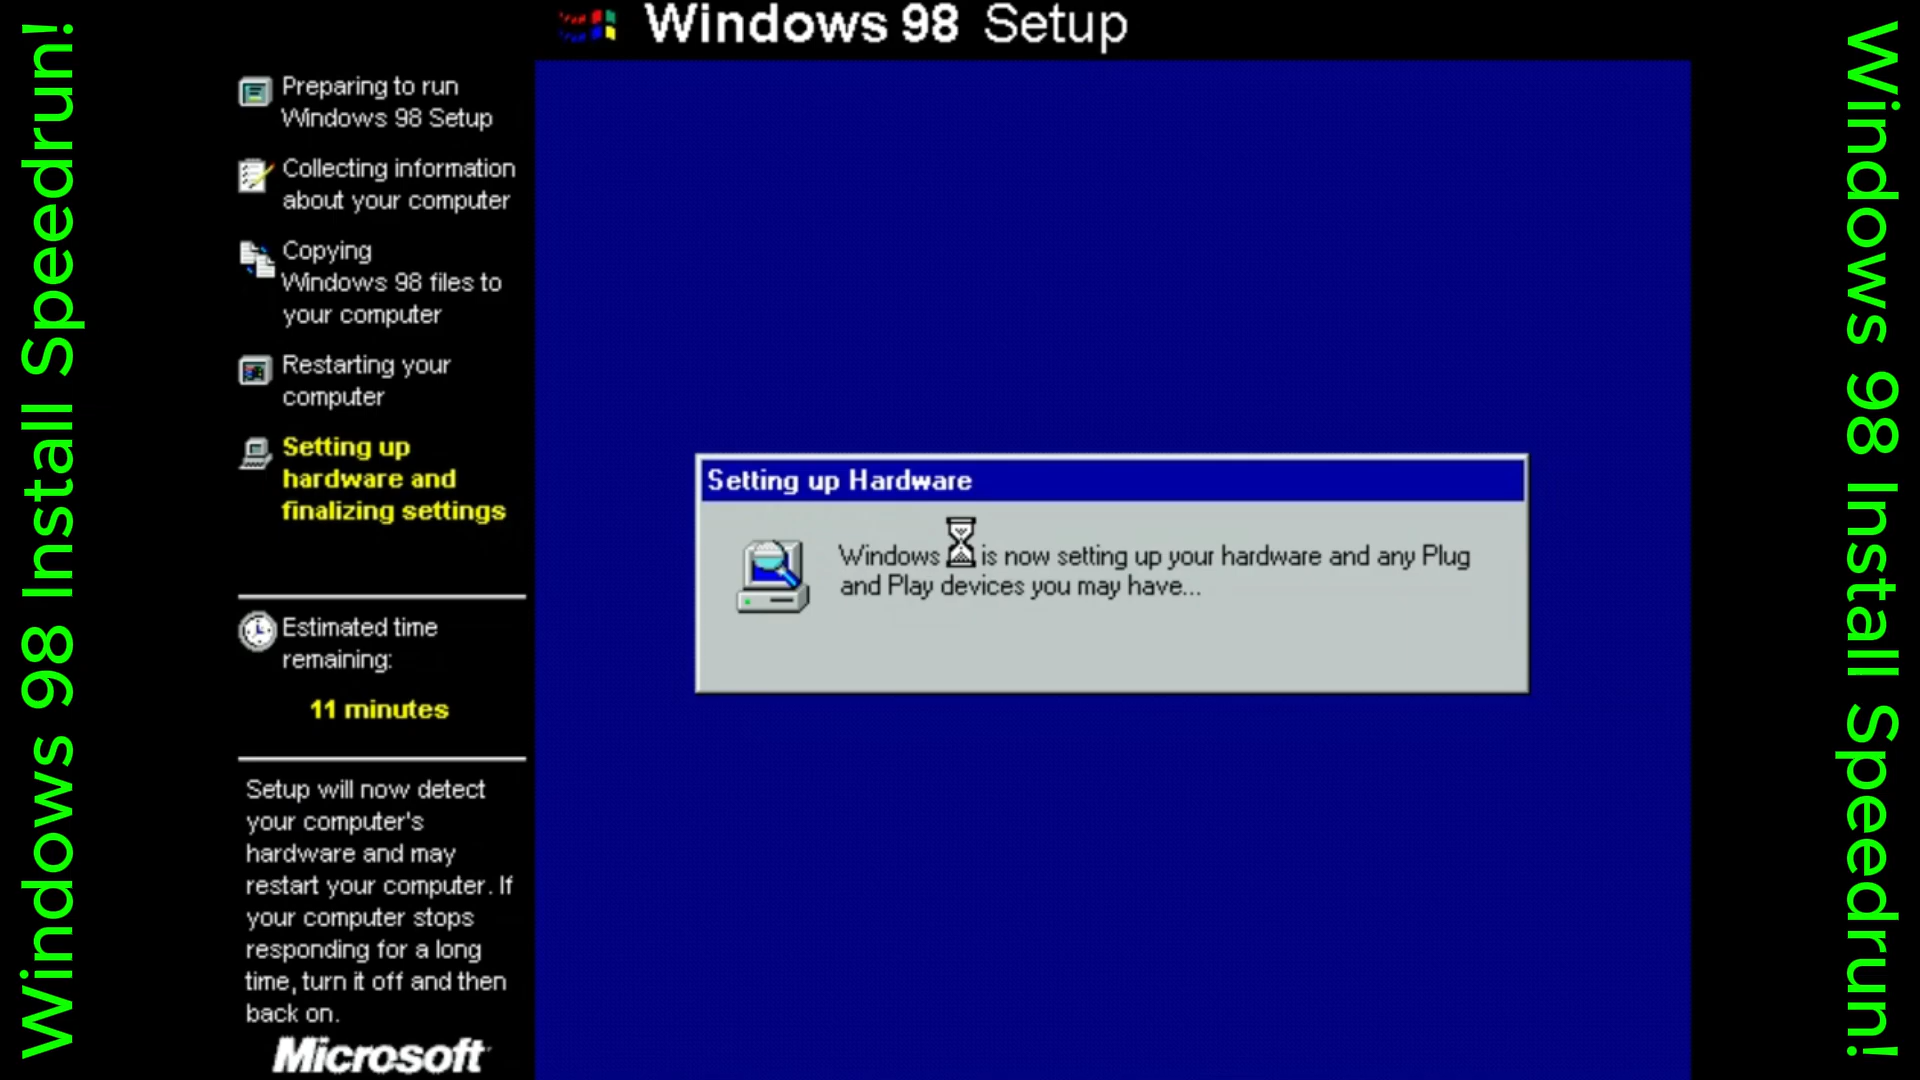 Windows 98 Install Speedrun!
Windows 98 Setup
Preparing to run
Windows 98 Setup
Collecting information
about your computer
Copying
Windows 98 files to
your computer
Restarting your
computer
Setting up
hardware and
finalizing settings
Estimated time
remaining:
11 minutes
Setup will now detect
your computer's
hardware and may
restart your computer. If
your computer stops
responding for a long
time, turn it off and then
back on.
Microsoft
Setting up Hardware
Windows is now setting up your hardware and any Plug
and Play devices you may have...
Windows 98 Install Speedrun!